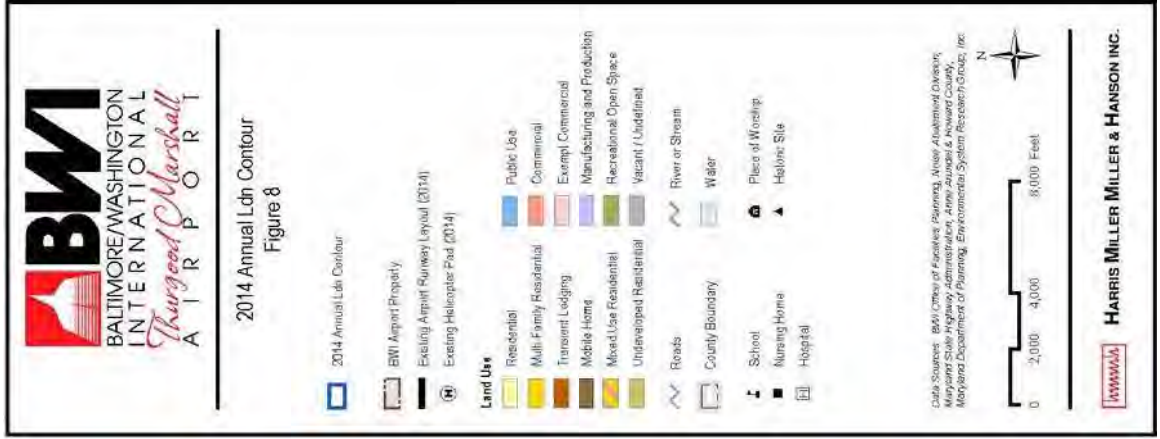 BWI
BALTIMORE/WASHINGTON
INTERNATIONAL
Thurgood Marshall
AIRPORT
2014 Annual Ldn Contour
Figure 8
2014 Annual Ldn Contour
BWI Airport Property
Existing Airport Runway Layout (2014)
H Existing Helicopter Pad (2014)
Land Use
Residential
Multi-Family Residential
Transient Lodging
Mobile Home
Mixed Use Residential
Undeveloped Residential
Public Use
Commercial
Exempt Commercial
Manufacturing and Production
Recreational Open Space
Vacant / Undefined
Roads
River or Stream
County Boundary
Water
School
Place of Worship
Nursing Home
Historic Site
H Hospital
Data Sources: BWI Office of Facilities Planning, Noise Abatement Division,
Maryland State Highway Administration, Anne Arundel & Howard County,
Maryland Department of Planning, Environmental System Research Group, Inc
N
0 2,000 4,000 8,000 Feet
HARRIS MILLER MILLER & HANSON INC.